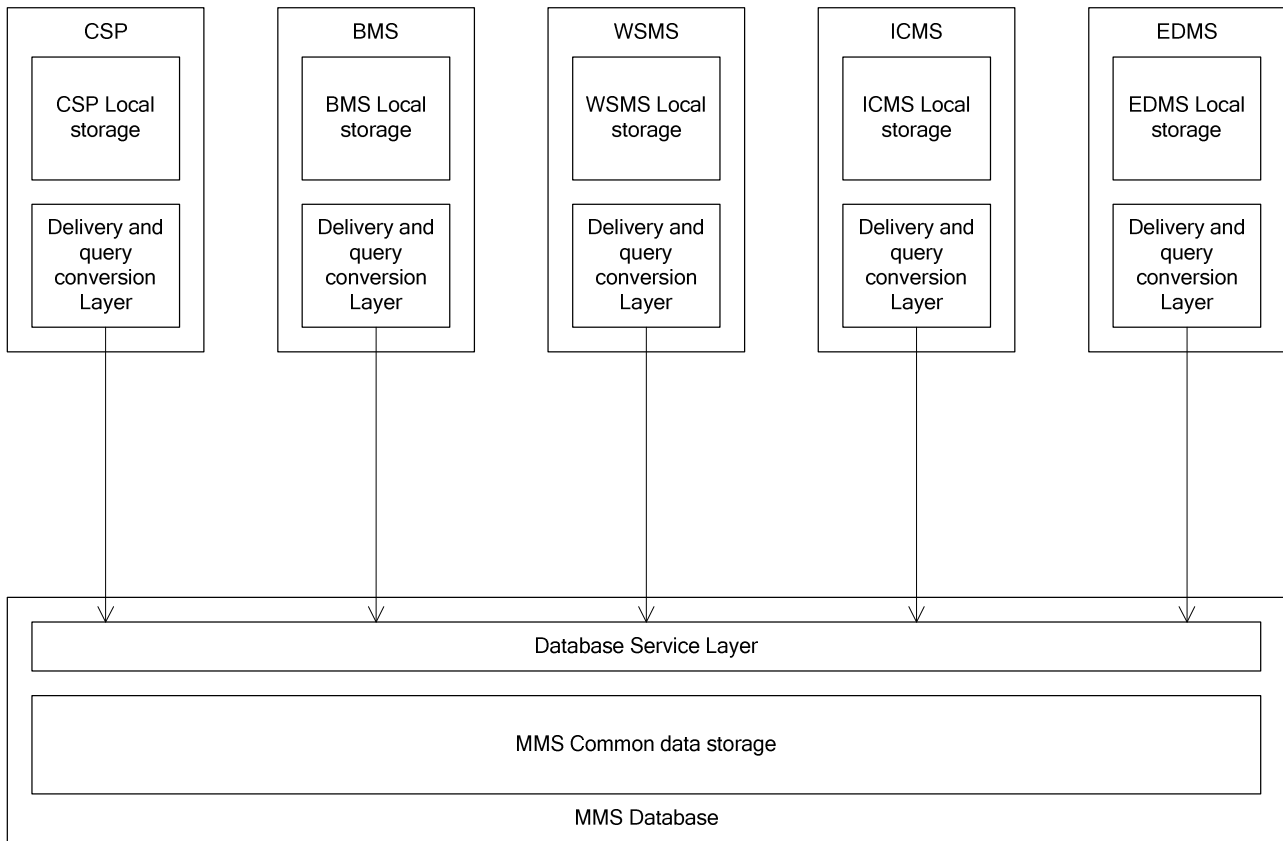 CSP
BMS
WSMS
ICMS
EDMS
CSP Local
storage
BMS Local
storage
WSMS Local
storage
ICMS Local
storage
EDMS Local
storage
Delivery and
query
conversion
Layer
Delivery and
query
conversion
Layer
Delivery and
query
conversion
Layer
Delivery and
query
conversion
Layer
Delivery and
query
conversion
Layer
Database Service Layer
MMS Common data storage
MMS Database